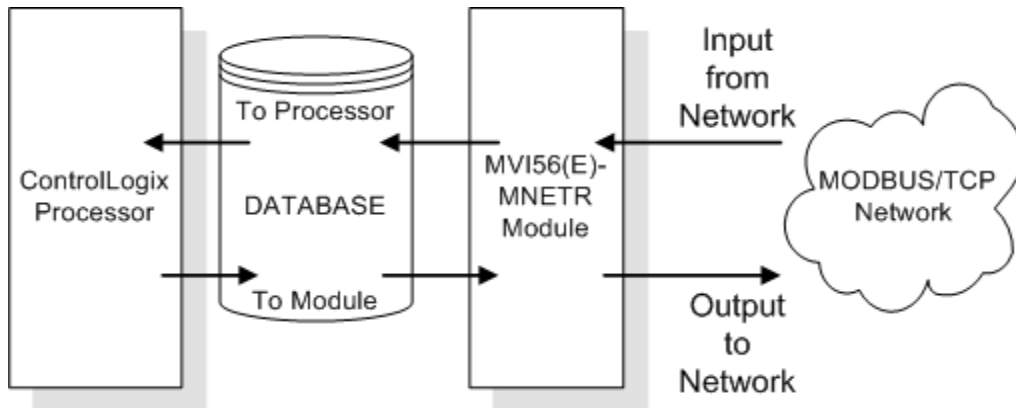 ControlLogix
Processor
To Processor
DATABASE
To Module
MVI56(E)-
MNETR
Module
Input
from
Network
Output
to
Network
MODBUS/TCP
Network